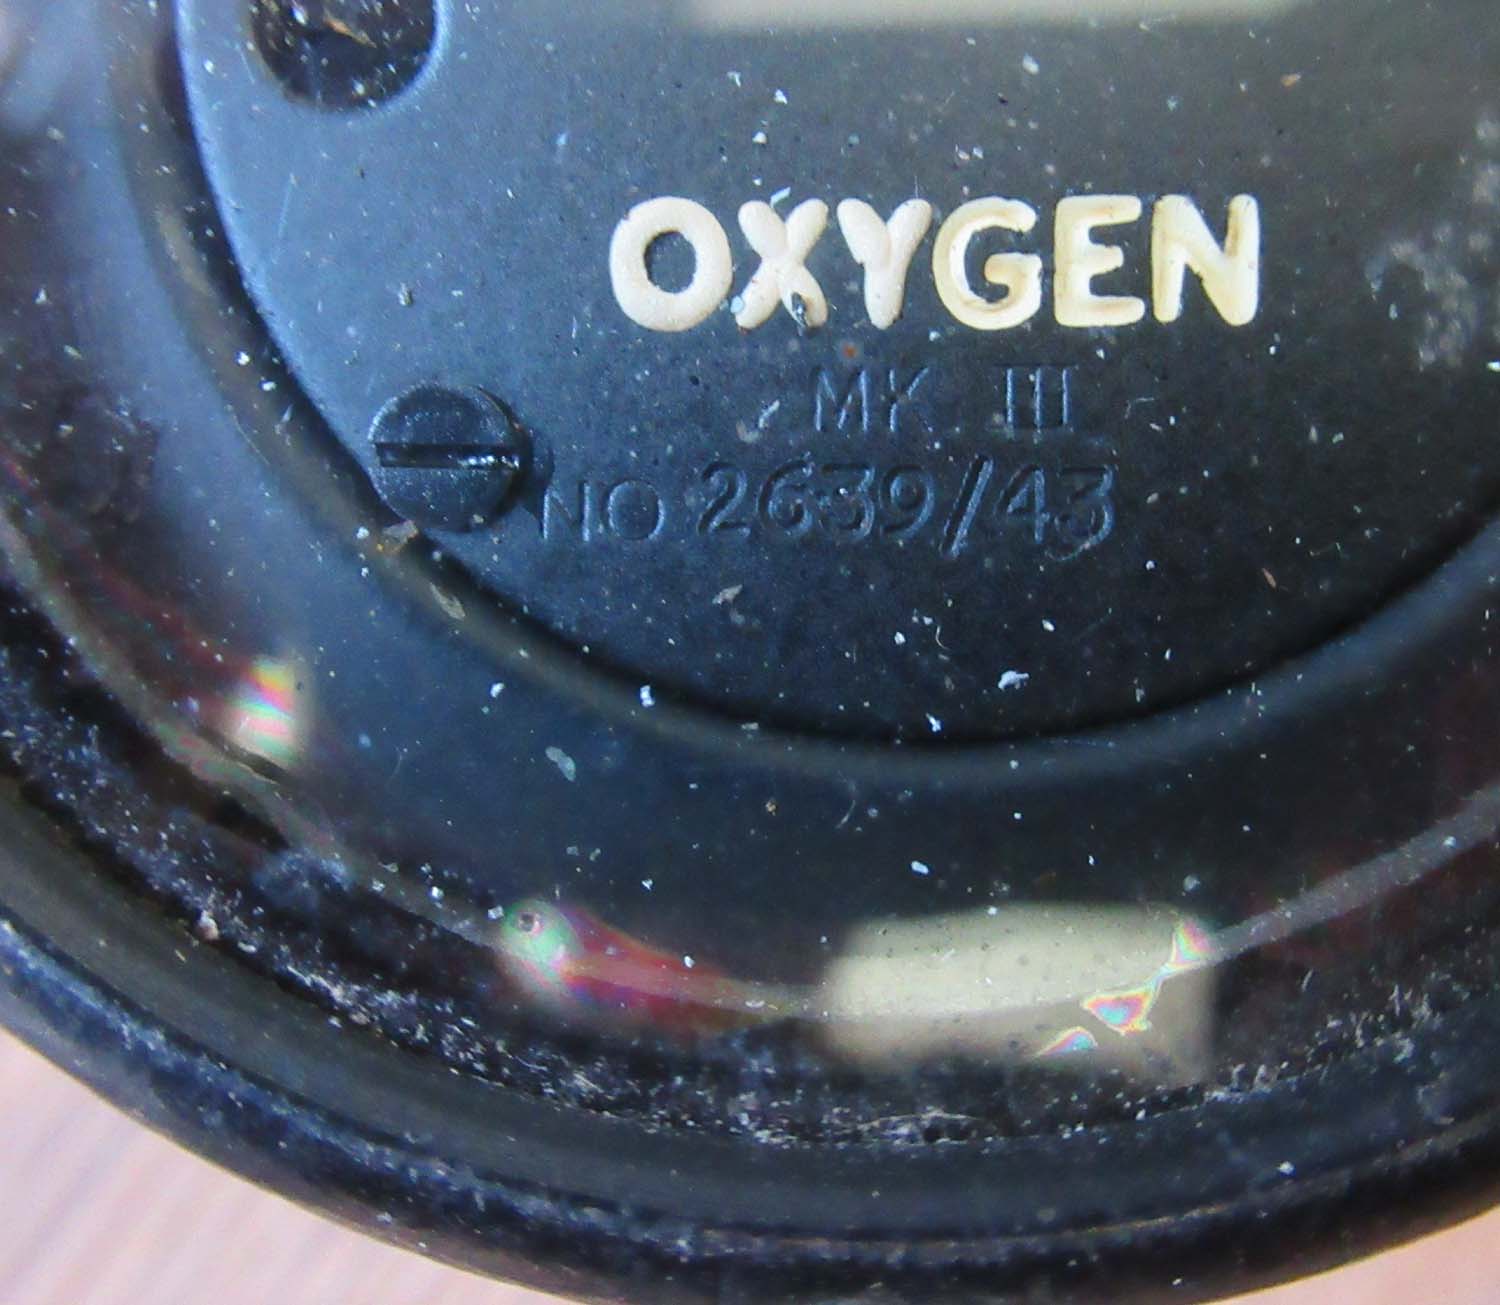 OXYGEN
MK III
NO 2639/43